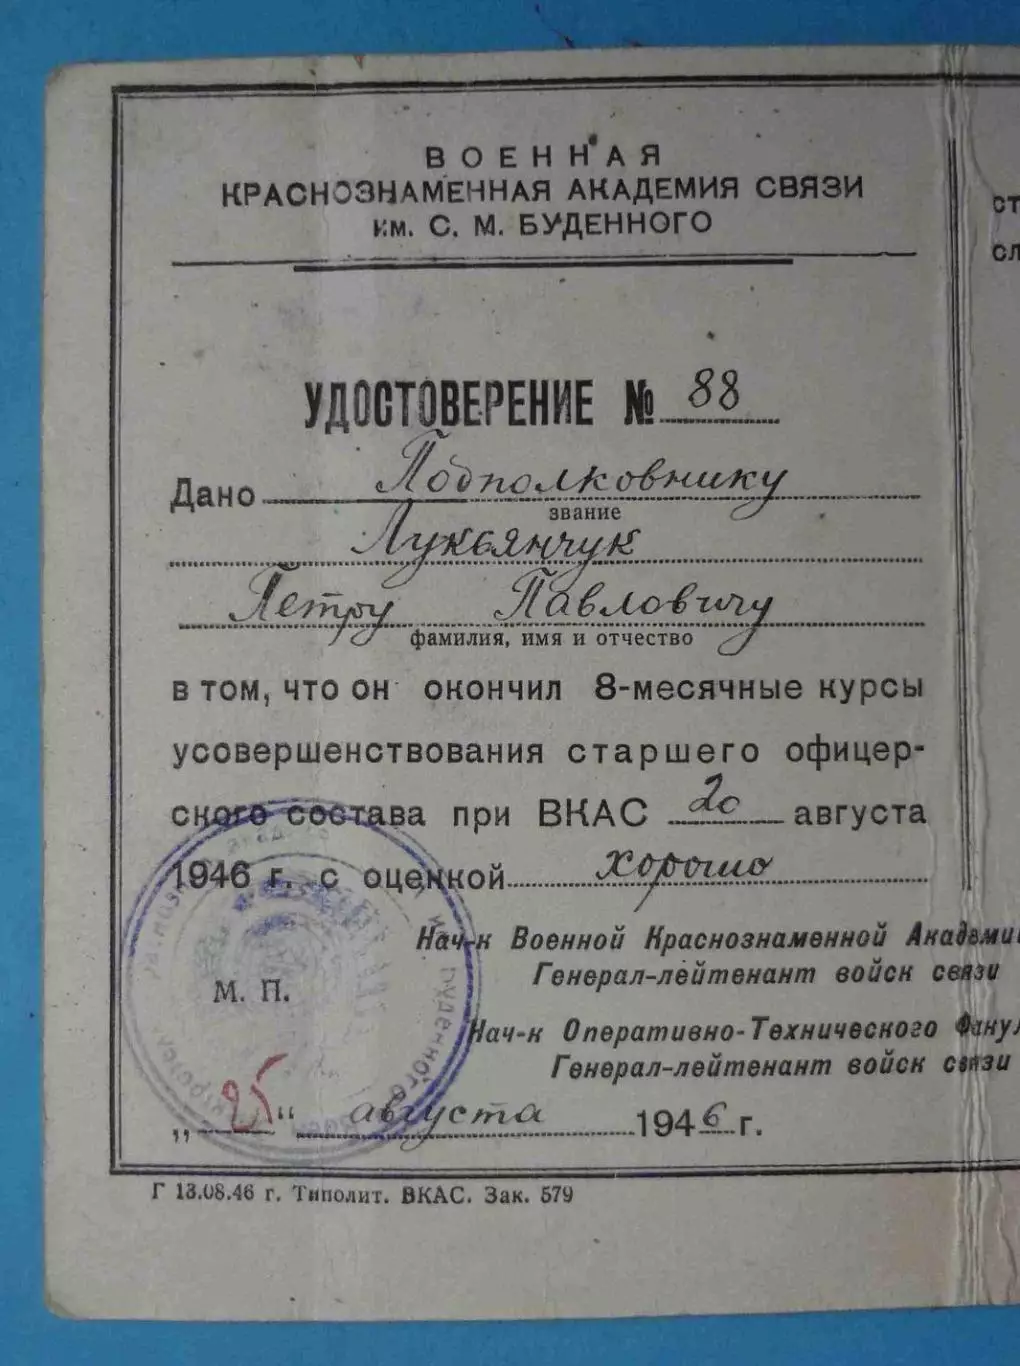 ВОЕННАЯ
КРАСНОЗНАМЕННАЯ АКАДЕМИЯ СВЯЗИ
им. С. М. БУДЕННОГО
УДОСТОВЕРЕНИЕ № 88
Дано Подполковнику
звание
Лукьянчук
Петру Павловичу
фамилия, имя и отчество
в том, что он окончил 8-месячные курсы
усовершенствования старшего офицер-
ского состава при ВКАС 20 августа
1946 г. с оценкой хорошо
Нач-к Военной Краснознаменной Академи
Генерал-лейтенант войск связи
М. П.
Нач-к Оперативно-Технического Факул
Генерал-лейтенант войск связи
„25“ августа 1946 г.
Г 13.08.46 г. Типолит. ВКАС. Зак. 579
ст
сл